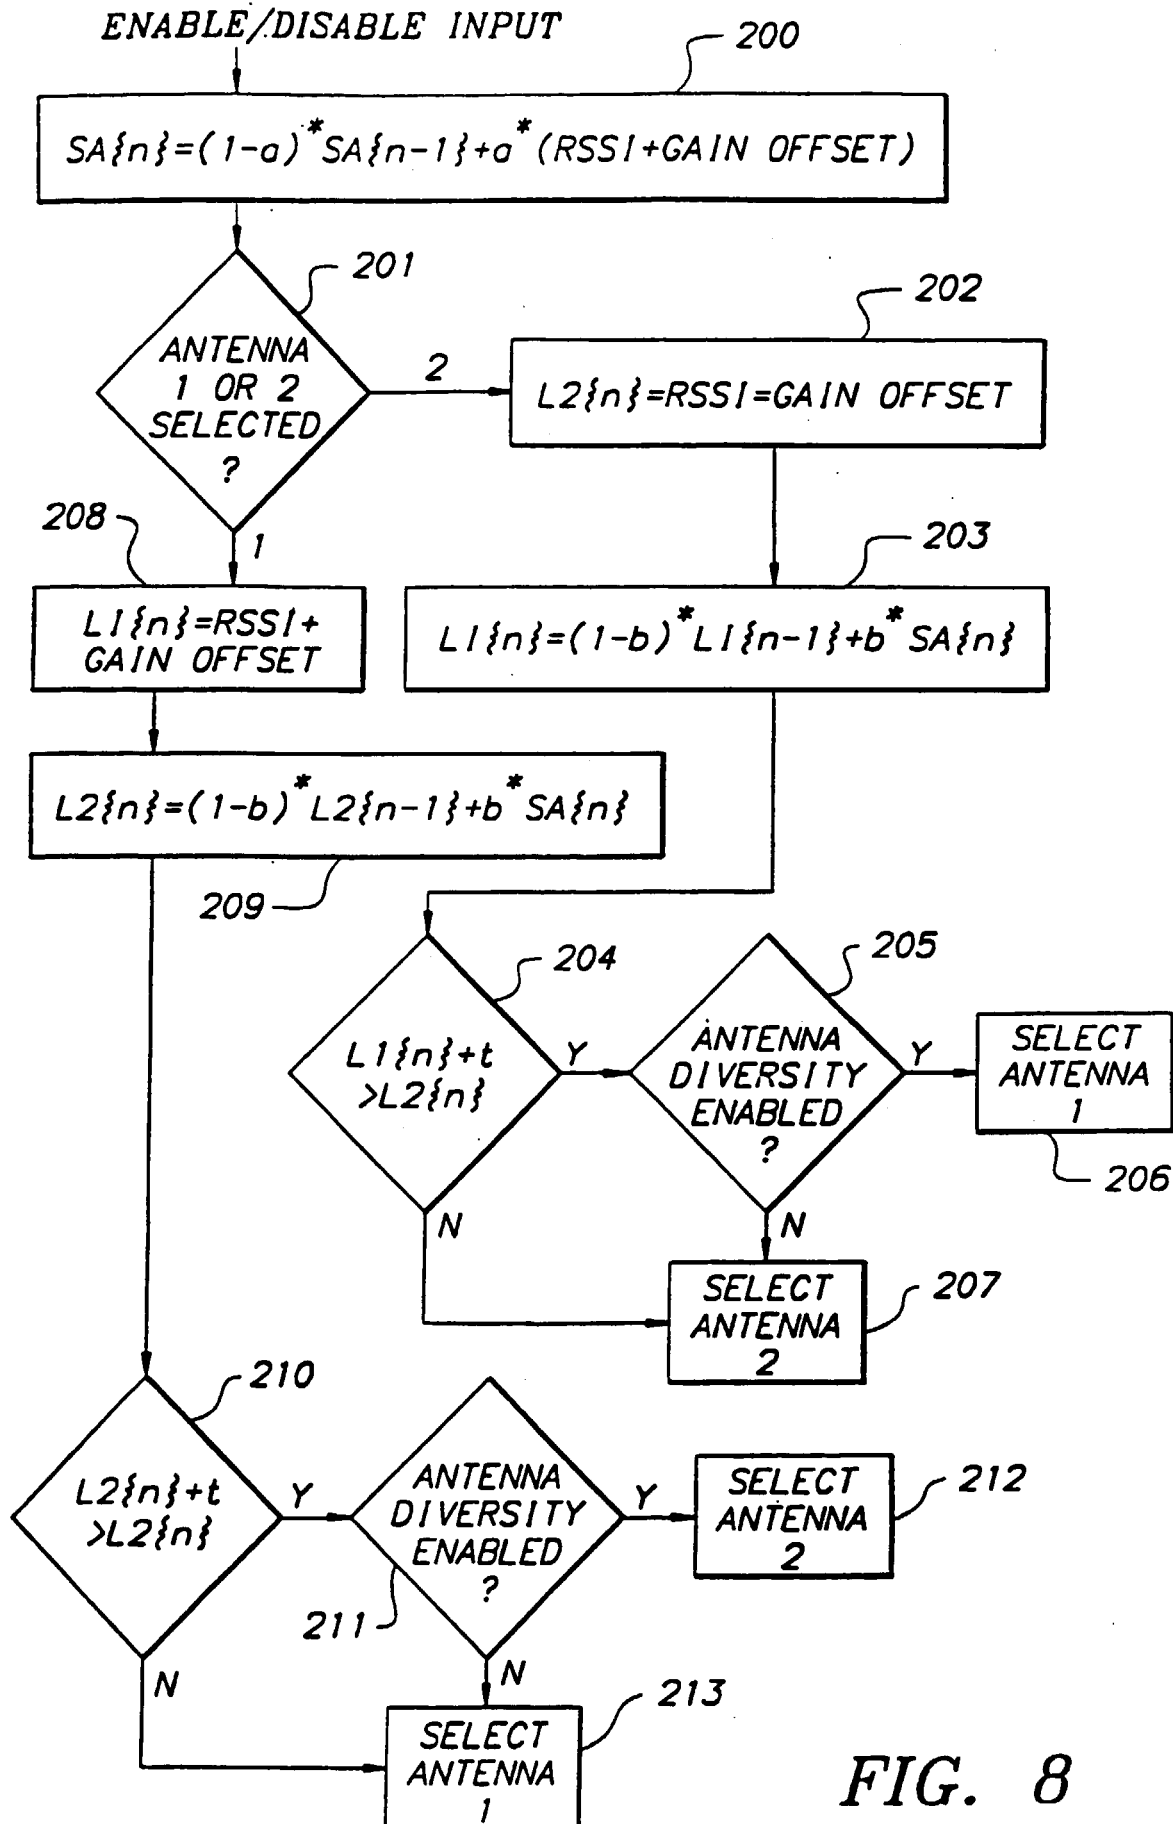 ENABLE/DISABLE INPUT
200
SA{n}=(1-a)*SA{n-1}+a*(RSSI+GAIN OFFSET)
201
ANTENNA
1 OR 2
SELECTED
?
2
202
L2{n}=RSSI=GAIN OFFSET
1
208
L1{n}=RSSI+
GAIN OFFSET
203
L1{n}=(1-b)*L1{n-1}+b*SA{n}
L2{n}=(1-b)*L2{n-1}+b*SA{n}
209
204
L1{n}+t
>L2{n}
Y
N
205
ANTENNA
DIVERSITY
ENABLED
?
Y
N
SELECT
ANTENNA
1
206
SELECT
ANTENNA
2
207
210
L2{n}+t
>L2{n}
Y
N
ANTENNA
DIVERSITY
ENABLED
?
211
Y
N
SELECT
ANTENNA
2
212
213
SELECT
ANTENNA
1
FIG. 8